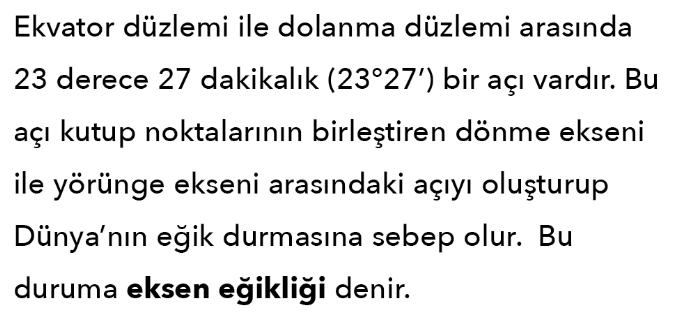 Ekvator düzlemi ile dolanma düzlemi arasında
23 derece 27 dakikalık (23°27′) bir açı vardır. Bu
açı kutup noktalarının birleştiren dönme ekseni
ile yörünge ekseni arasındaki açıyı oluşturup
Dünya’nın eğik durmasına sebep olur.  Bu
duruma eksen eğikliği denir.